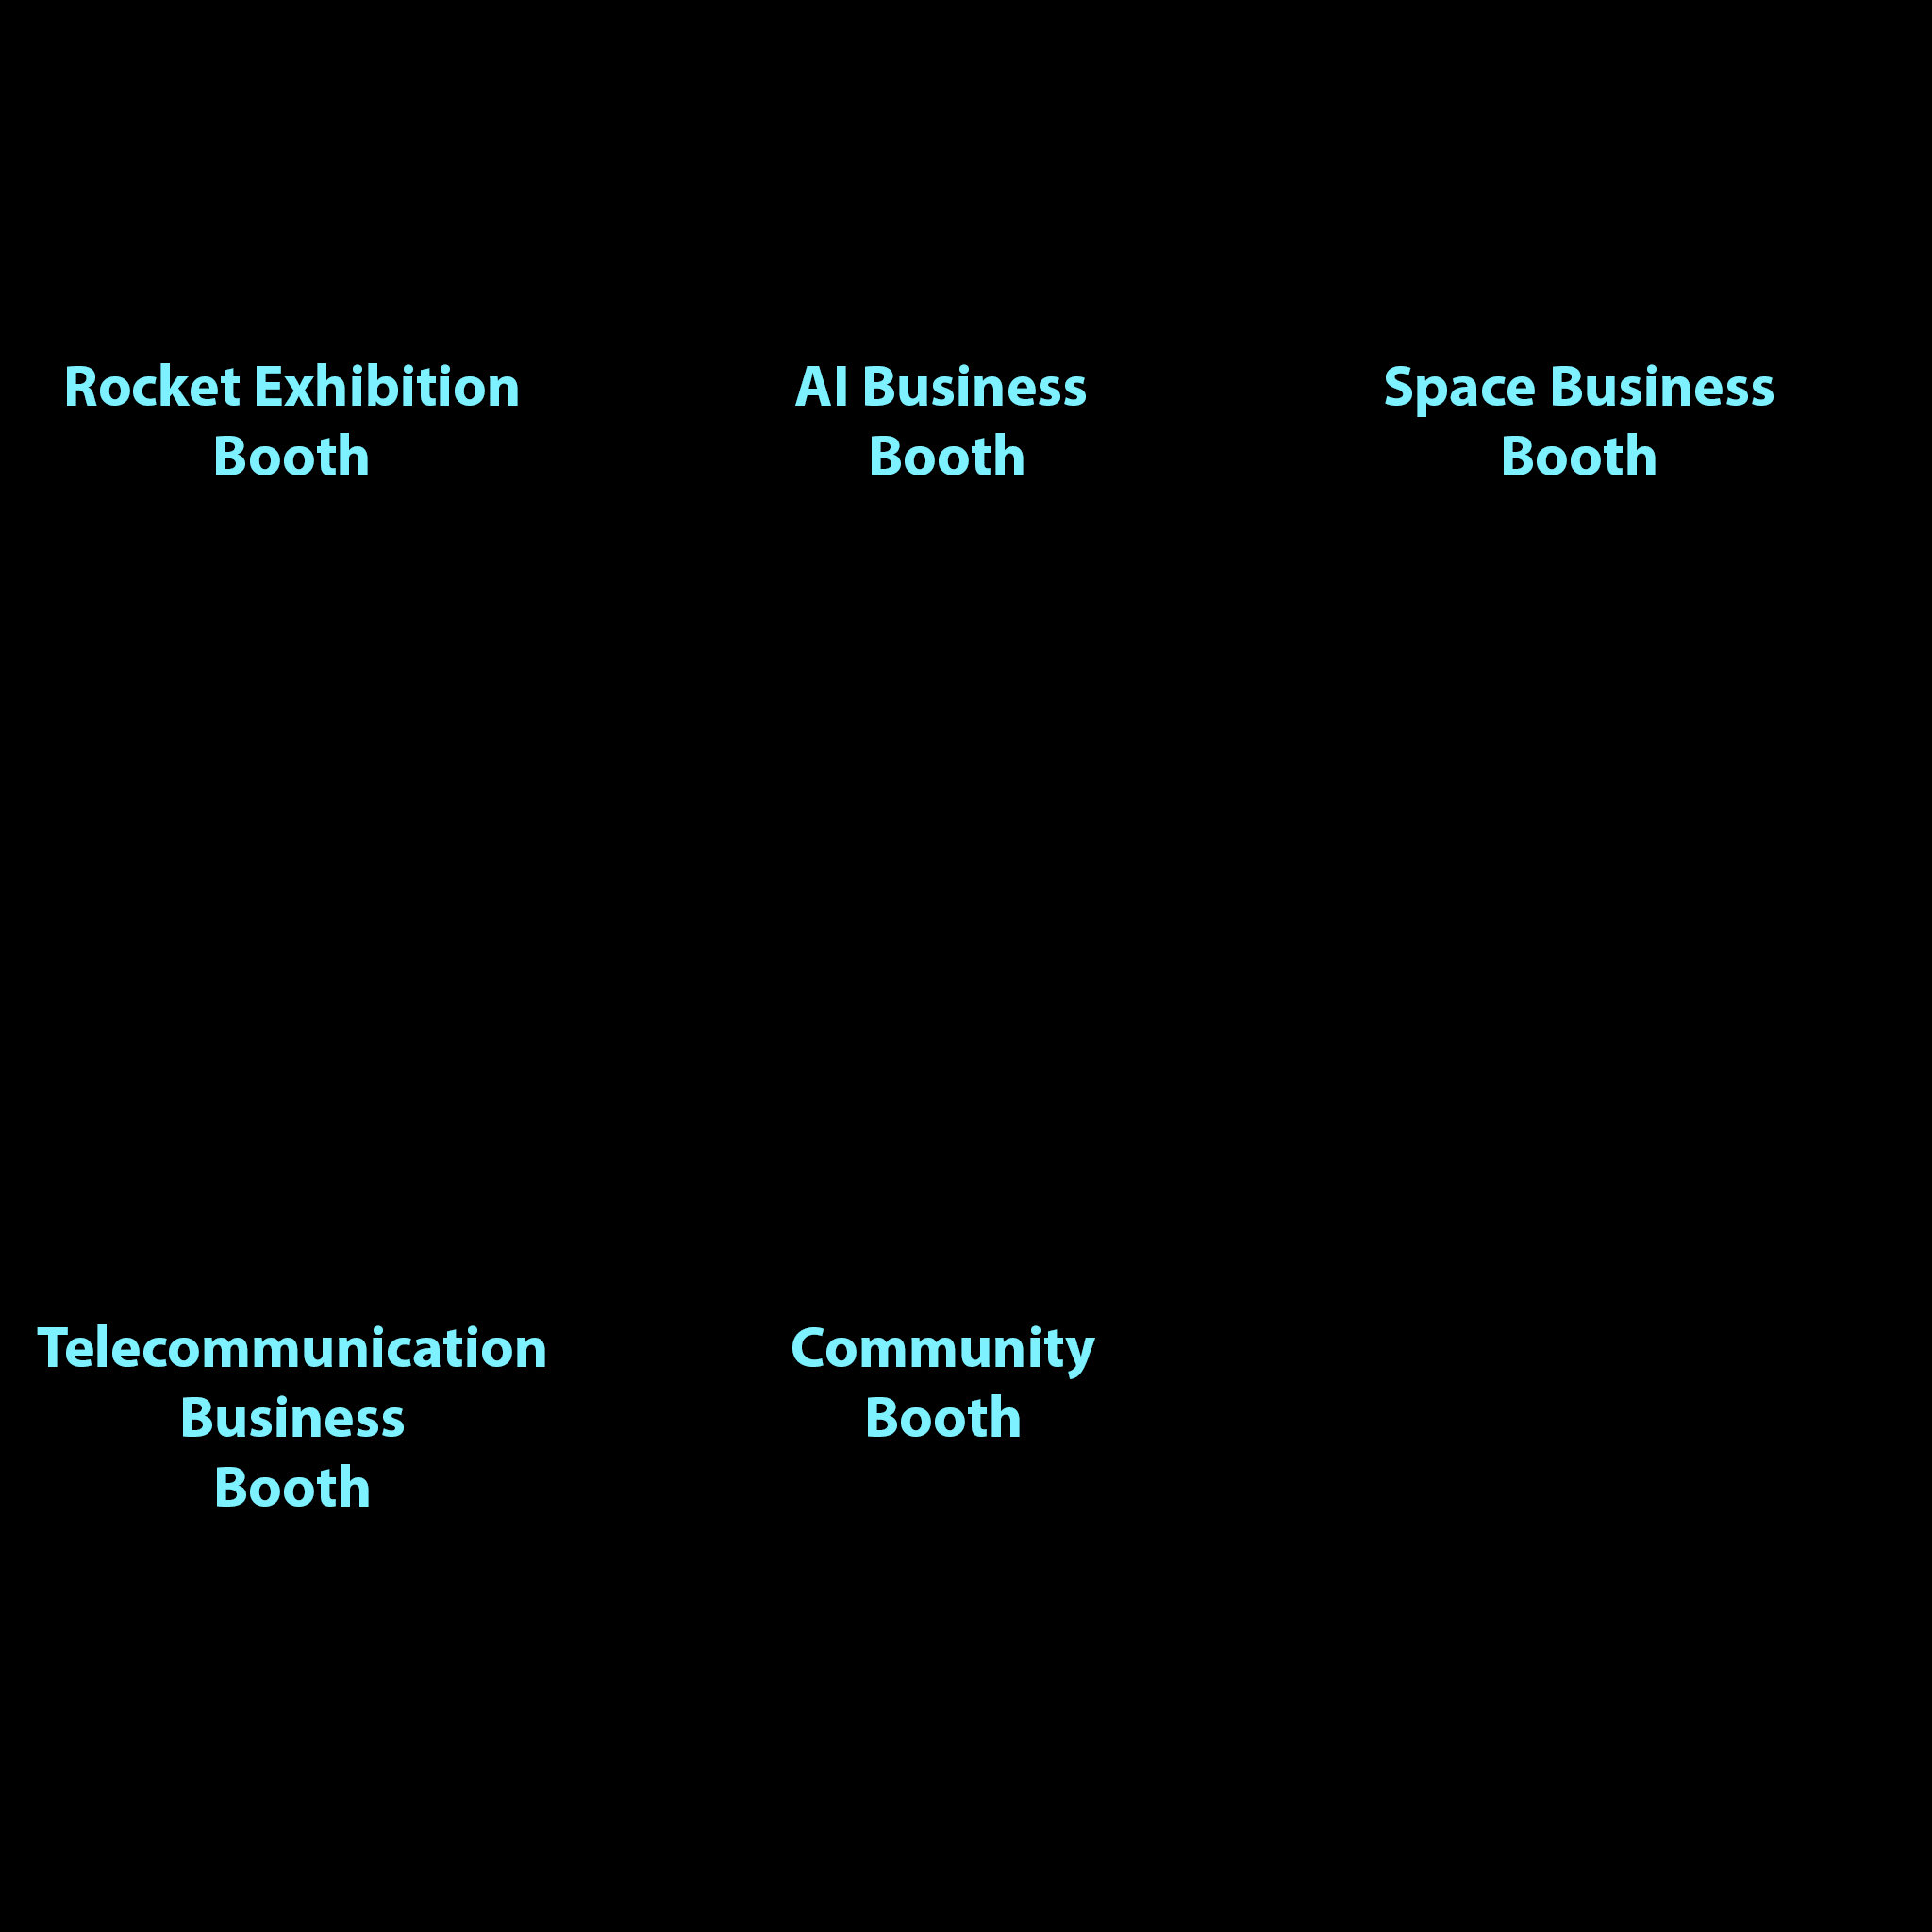 Rocket Exhibition
Booth
AI Business
Booth
Space Business
Booth
Telecommunication
Business
Booth
Community
Booth